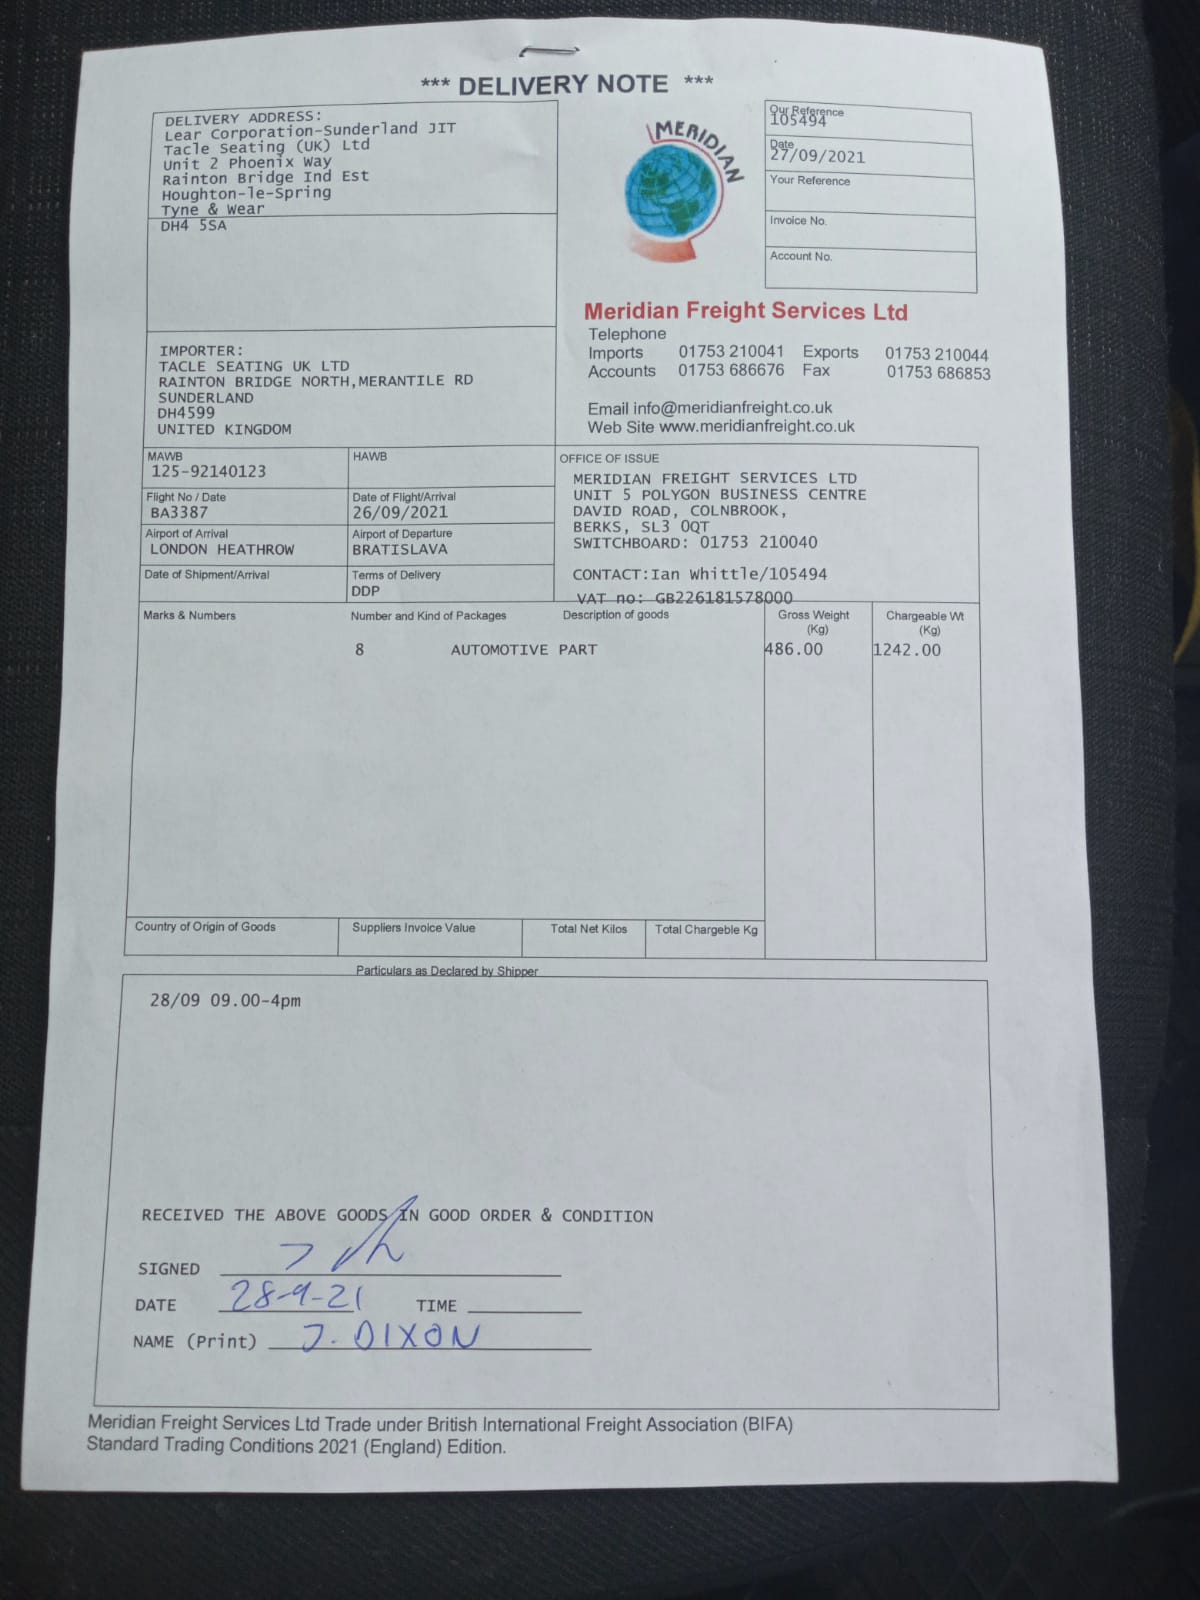 *** DELIVERY NOTE ***
DELIVERY ADDRESS:
Lear Corporation-Sunderland JIT
Tacle Seating (UK) Ltd
Unit 2 Phoenix Way
Rainton Bridge Ind Est
Houghton-le-Spring
Tyne & Wear
DH4 5SA
MERIDIAN
Our Reference
105494
Date
27/09/2021
Your Reference
Invoice No.
Account No.
Meridian Freight Services Ltd
Telephone
Imports 01753 210041 Exports 01753 210044
Accounts 01753 686676 Fax 01753 686853
Email info@meridianfreight.co.uk
Web Site www.meridianfreight.co.uk
IMPORTER:
TACLE SEATING UK LTD
RAINTON BRIDGE NORTH,MERANTILE RD
SUNDERLAND
DH4599
UNITED KINGDOM
MAWB HAWB
125-92140123
Flight No / Date Date of Flight/Arrival
BA3387 26/09/2021
Airport of Arrival Airport of Departure
LONDON HEATHROW BRATISLAVA
Date of Shipment/Arrival Terms of Delivery
DDP
OFFICE OF ISSUE
MERIDIAN FREIGHT SERVICES LTD
UNIT 5 POLYGON BUSINESS CENTRE
DAVID ROAD, COLNBROOK,
BERKS, SL3 0QT
SWITCHBOARD: 01753 210040
CONTACT:Ian Whittle/105494
VAT no: GB226181578000
Marks & Numbers Number and Kind of Packages Description of goods Gross Weight (Kg) Chargeable Wt (Kg)
8 AUTOMOTIVE PART 486.00 1242.00
Country of Origin of Goods Suppliers Invoice Value Total Net Kilos Total Chargeble Kg
Particulars as Declared by Shipper
28/09 09.00-4pm
RECEIVED THE ABOVE GOODS IN GOOD ORDER & CONDITION
SIGNED
DATE 28-9-21 TIME
NAME (Print) J. DIXON
Meridian Freight Services Ltd Trade under British International Freight Association (BIFA)
Standard Trading Conditions 2021 (England) Edition.